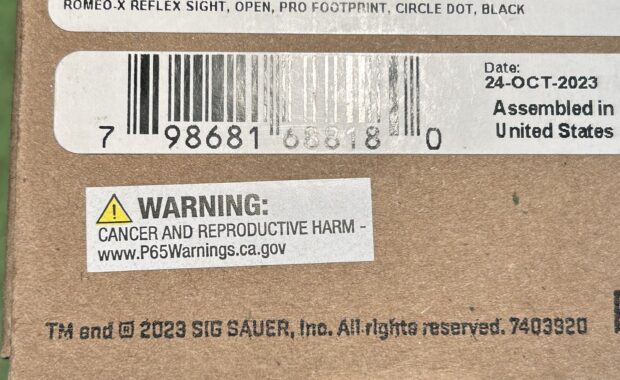 ROMEO-X REFLEX SIGHT, OPEN, PRO FOOTPRINT, CIRCLE DOT, BLACK
Date:
24-OCT-2023
Assembled in
United States
7 98681 68818 0
WARNING:
CANCER AND REPRODUCTIVE HARM -
www.P65Warnings.ca.gov
TM and ® 2023 SIG SAUER, Inc. All rights reserved. 7403920